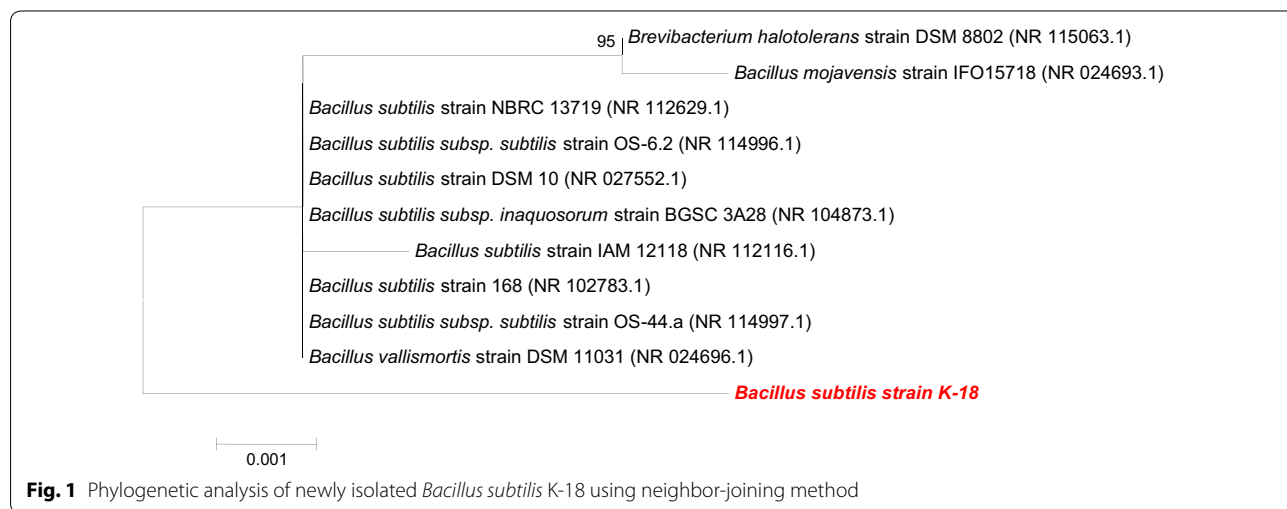 95
Brevibacterium halotolerans strain DSM 8802 (NR 115063.1)
Bacillus mojavensis strain IFO15718 (NR 024693.1)
Bacillus subtilis strain NBRC 13719 (NR 112629.1)
Bacillus subtilis subsp. subtilis strain OS-6.2 (NR 114996.1)
Bacillus subtilis strain DSM 10 (NR 027552.1)
Bacillus subtilis subsp. inaquosorum strain BGSC 3A28 (NR 104873.1)
Bacillus subtilis strain IAM 12118 (NR 112116.1)
Bacillus subtilis strain 168 (NR 102783.1)
Bacillus subtilis subsp. subtilis strain OS-44.a (NR 114997.1)
Bacillus vallismortis strain DSM 11031 (NR 024696.1)
Bacillus subtilis strain K-18
0.001
Fig. 1 Phylogenetic analysis of newly isolated Bacillus subtilis K-18 using neighbor-joining method